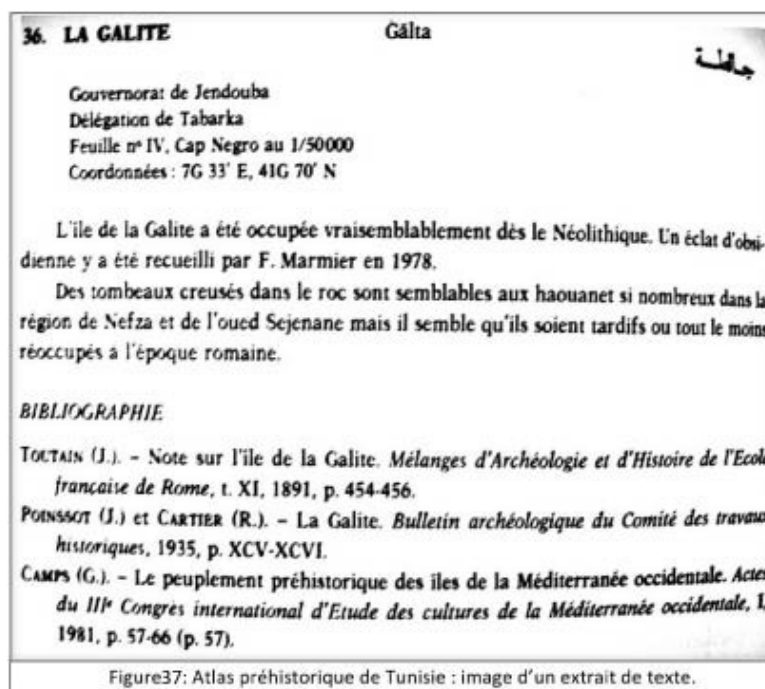 36. LA GALITE Gälta جالطة
Gouvernorat de Jendouba
Délégation de Tabarka
Feuille nº IV, Cap Negro au 1/50000
Coordonnées : 7G 33' E, 41G 70' N
L'île de la Galite a été occupée vraisemblablement dès le Néolithique. Un éclat d'obsi-
dienne y a été recueilli par F. Marmier en 1978.
Des tombeaux creusés dans le roc sont semblables aux haouanet si nombreux dans la
région de Nefza et de l'oued Sejenane mais il semble qu'ils soient tardifs ou tout le moins
réoccupés à l'époque romaine.
BIBLIOGRAPHIE
TOUTAIN (J.). – Note sur l'île de la Galite. Mélanges d'Archéologie et d'Histoire de l'Ecole
française de Rome, t. XI, 1891, p. 454-456.
POINSSOT (J.) et CARTIER (R.). – La Galite. Bulletin archéologique du Comité des travaux
historiques, 1935, p. XCV-XCVI.
CAMPS (G.). – Le peuplement préhistorique des îles de la Méditerranée occidentale. Actes
du IIIe Congrès international d'Etude des cultures de la Méditerranée occidentale, I,
1981, p. 57-66 (p. 57).
Figure37: Atlas préhistorique de Tunisie : image d'un extrait de texte.